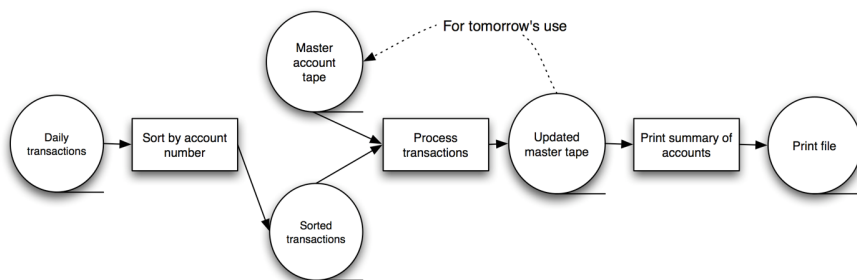 For tomorrow's use
Master
account
tape
Daily
transactions
Sort by account
number
Process
transactions
Updated
master tape
Print summary of
accounts
Print file
Sorted
transactions